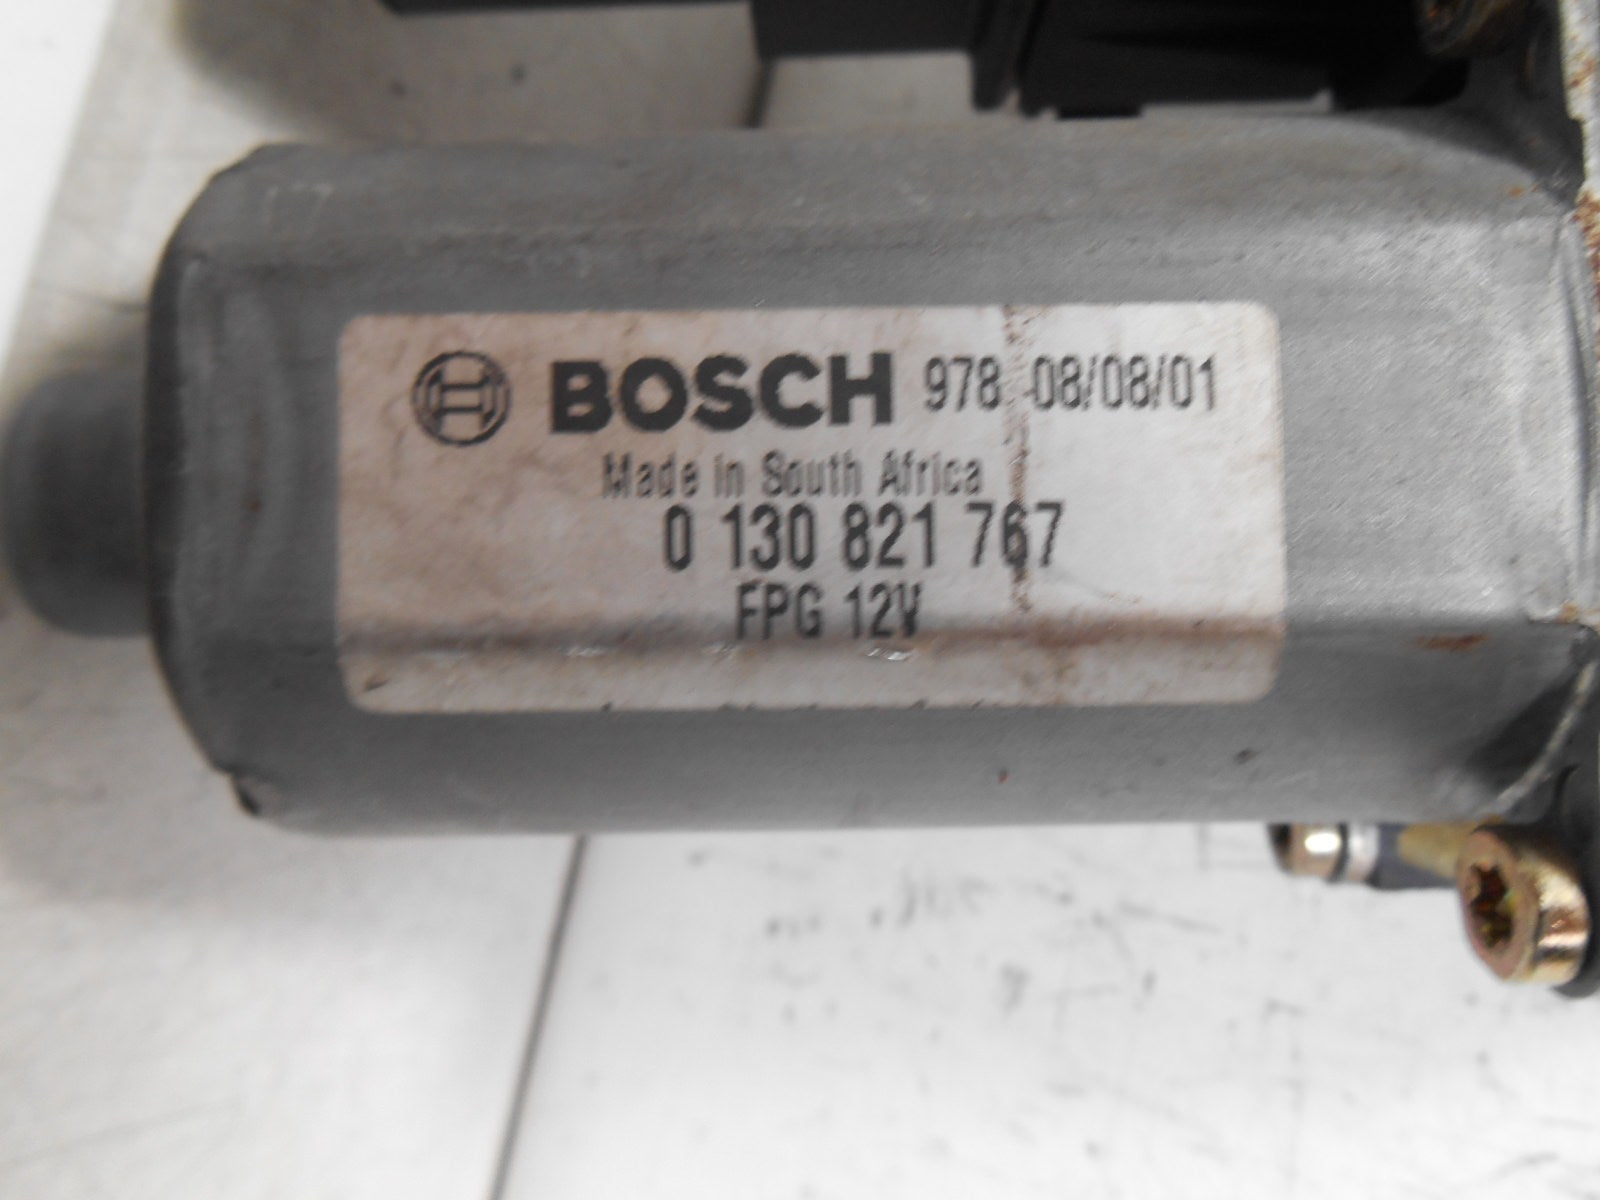 BOSCH 978 08/08/01
Made in South Africa
0 130 821 767
FPG 12V